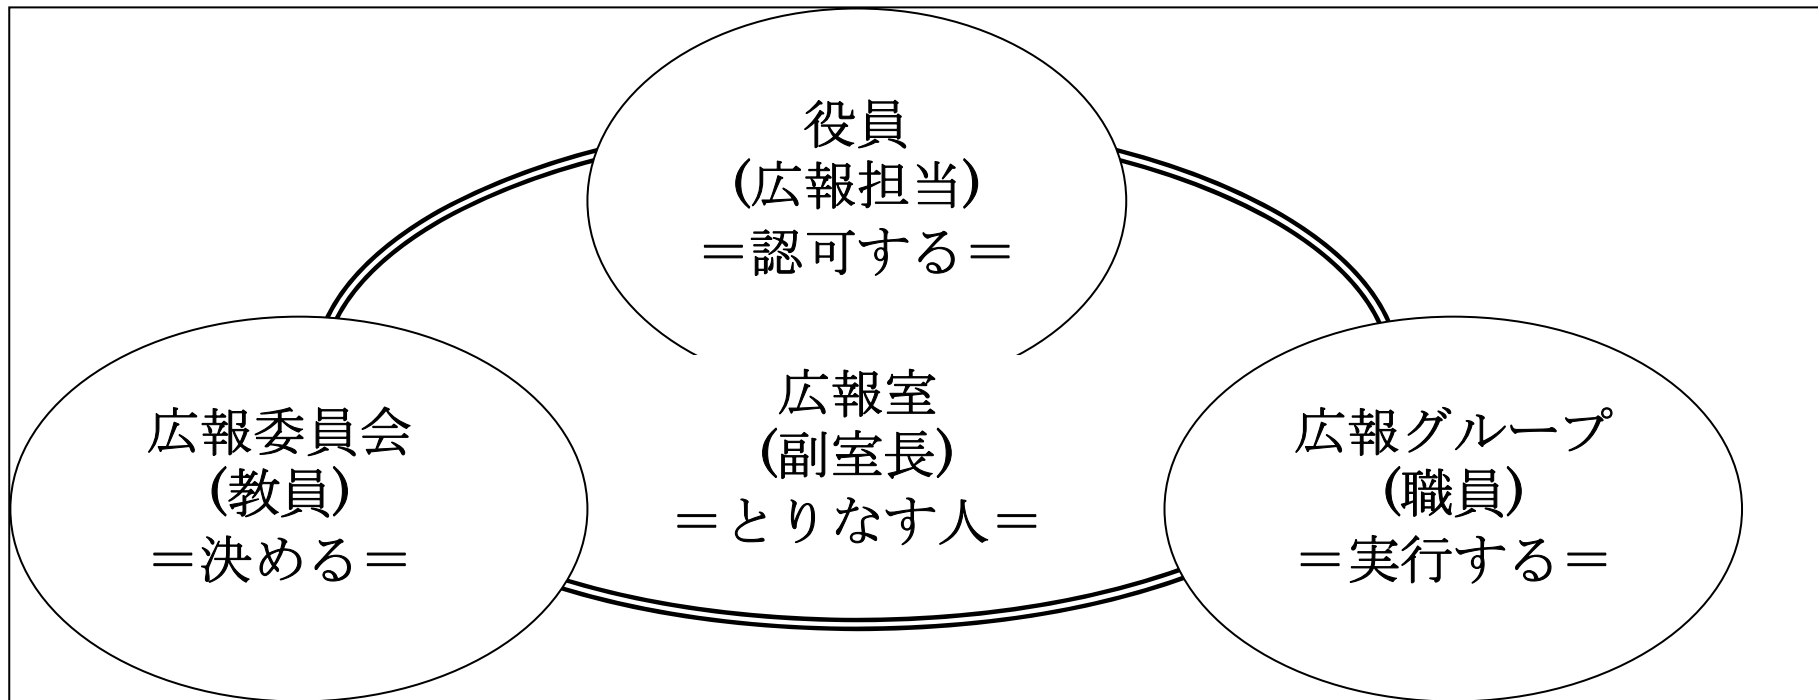 役員
(広報担当)
＝認可する＝
広報委員会
(教員)
＝決める＝
広報室
(副室長)
＝とりなす人＝
広報グループ
(職員)
＝実行する＝